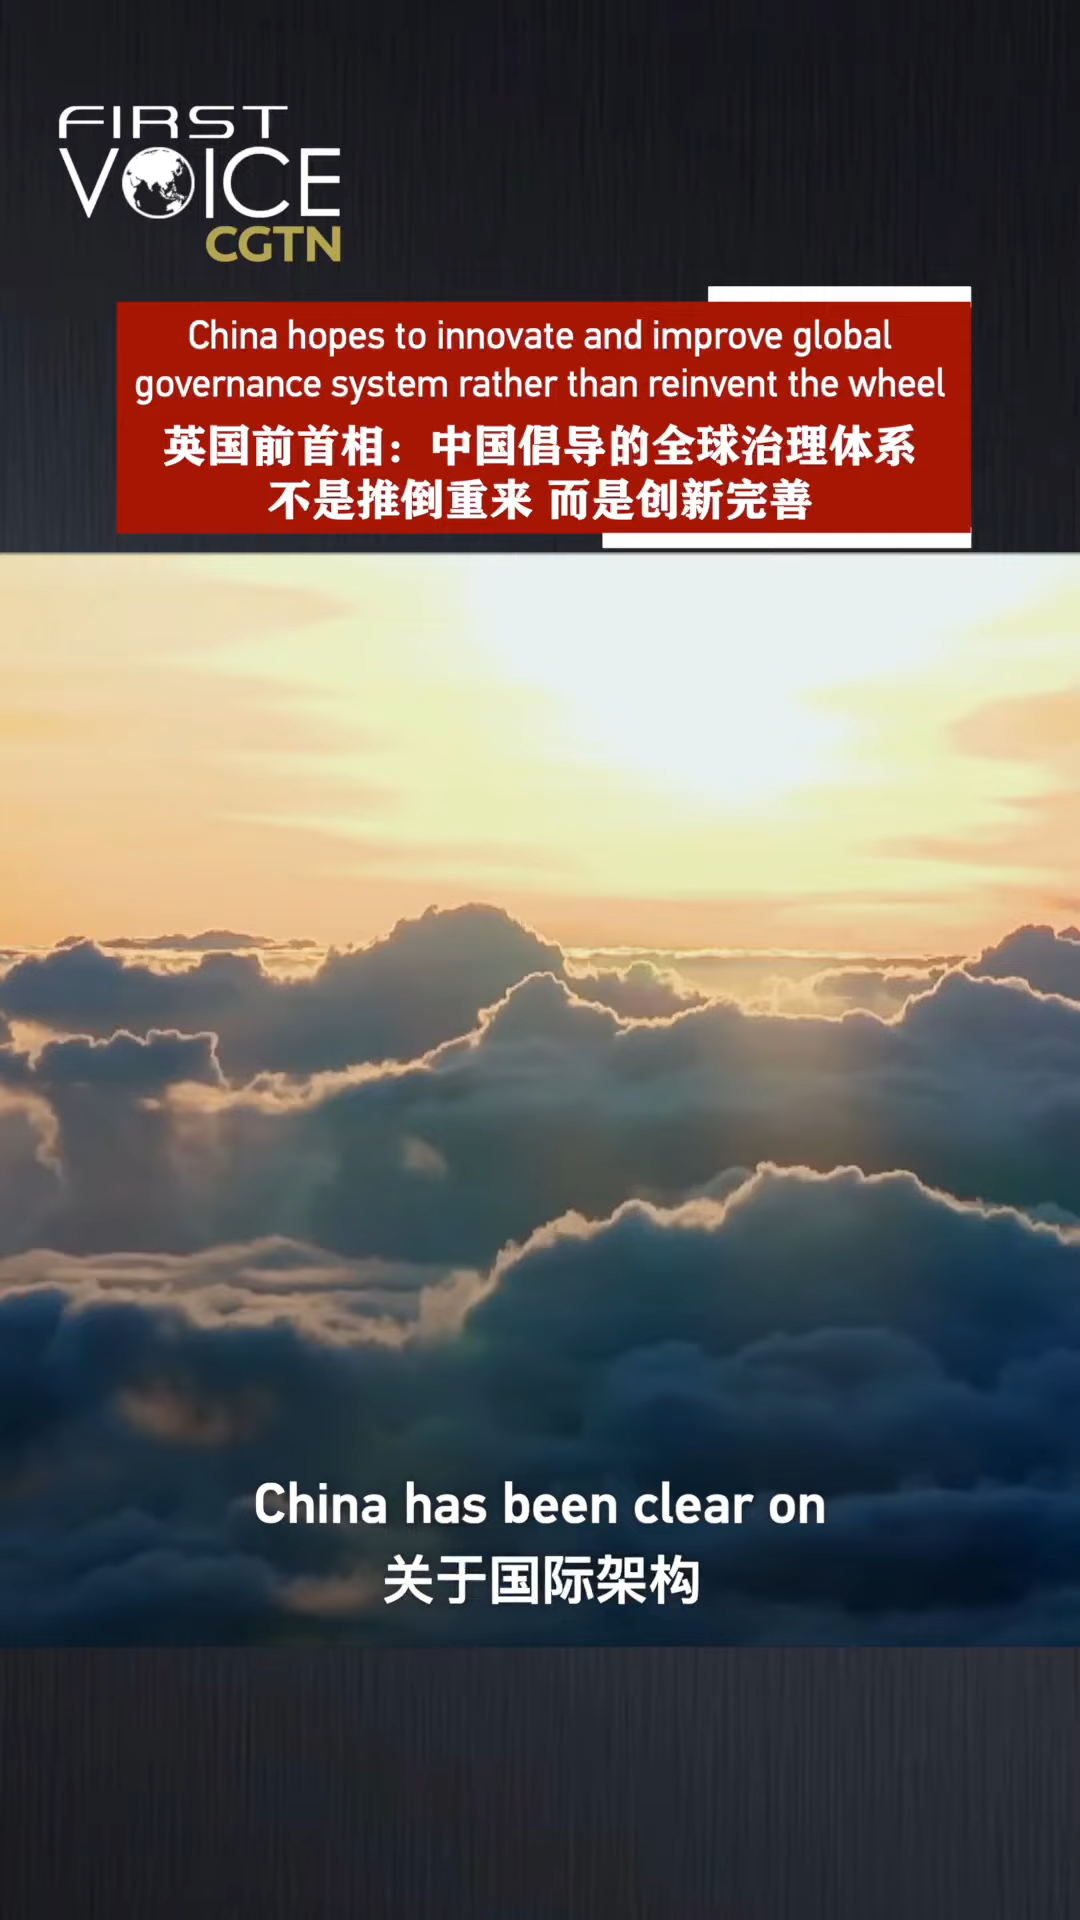 FIRST
VOICE
CGTN
China hopes to innovate and improve global
governance system rather than reinvent the wheel
英国前首相：中国倡导的全球治理体系
不是推倒重来 而是创新完善
China has been clear on
关于国际架构